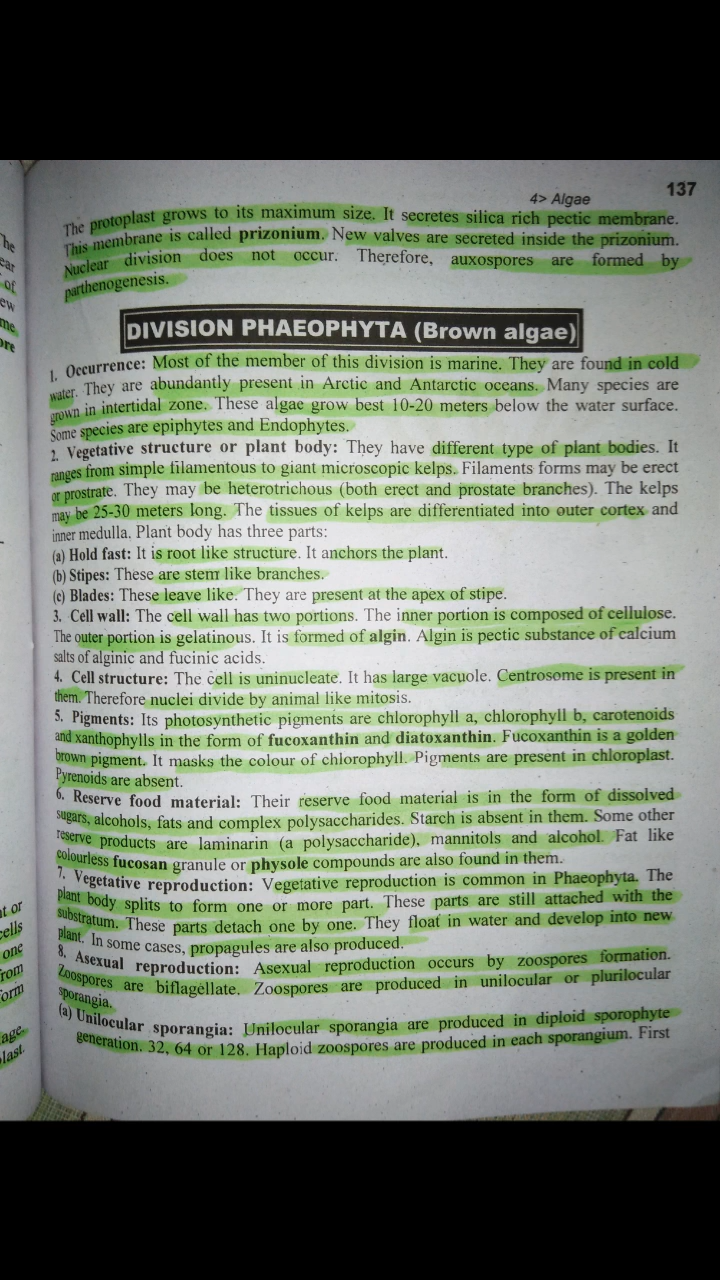 4> Algae 137
The protoplast grows to its maximum size. It secretes silica rich pectic membrane.
This membrane is called prizonium. New valves are secreted inside the prizonium.
Nuclear division does not occur. Therefore, auxospores are formed by
parthenogenesis.
DIVISION PHAEOPHYTA (Brown algae)
1. Occurrence: Most of the member of this division is marine. They are found in cold
water. They are abundantly present in Arctic and Antarctic oceans. Many species are
grown in intertidal zone. These algae grow best 10-20 meters below the water surface.
Some species are epiphytes and Endophytes.
2. Vegetative structure or plant body: They have different type of plant bodies. It
ranges from simple filamentous to giant microscopic kelps. Filaments forms may be erect
or prostrate. They may be heterotrichous (both erect and prostate branches). The kelps
may be 25-30 meters long. The tissues of kelps are differentiated into outer cortex and
inner medulla. Plant body has three parts:
(a) Hold fast: It is root like structure. It anchors the plant.
(b) Stipes: These are stem like branches.
(c) Blades: These leave like. They are present at the apex of stipe.
3. Cell wall: The cell wall has two portions. The inner portion is composed of cellulose.
The outer portion is gelatinous. It is formed of algin. Algin is pectic substance of calcium
salts of alginic and fucinic acids.
4. Cell structure: The cell is uninucleate. It has large vacuole. Centrosome is present in
them. Therefore nuclei divide by animal like mitosis.
5. Pigments: Its photosynthetic pigments are chlorophyll a, chlorophyll b, carotenoids
and xanthophylls in the form of fucoxanthin and diatoxanthin. Fucoxanthin is a golden
brown pigment. It masks the colour of chlorophyll. Pigments are present in chloroplast.
Pyrenoids are absent.
6. Reserve food material: Their reserve food material is in the form of dissolved
sugars, alcohols, fats and complex polysaccharides. Starch is absent in them. Some other
reserve products are laminarin (a polysaccharide), mannitols and alcohol. Fat like
colourless fucosan granule or physole compounds are also found in them.
7. Vegetative reproduction: Vegetative reproduction is common in Phaeophyta. The
plant body splits to form one or more part. These parts are still attached with the
substratum. These parts detach one by one. They float in water and develop into new
plant. In some cases, propagules are also produced.
8. Asexual reproduction: Asexual reproduction occurs by zoospores formation.
Zoospores are biflagellate. Zoospores are produced in unilocular or plurilocular
sporangia.
(a) Unilocular sporangia: Unilocular sporangia are produced in diploid sporophyte
generation. 32, 64 or 128. Haploid zoospores are produced in each sporangium. First